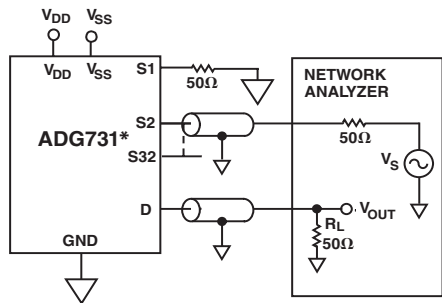 VDD VSS
VDD VSS
S1
50Ω
NETWORK
ANALYZER
S2
50Ω
ADG731*
S32
VS
D
VOUT
RL
50Ω
GND